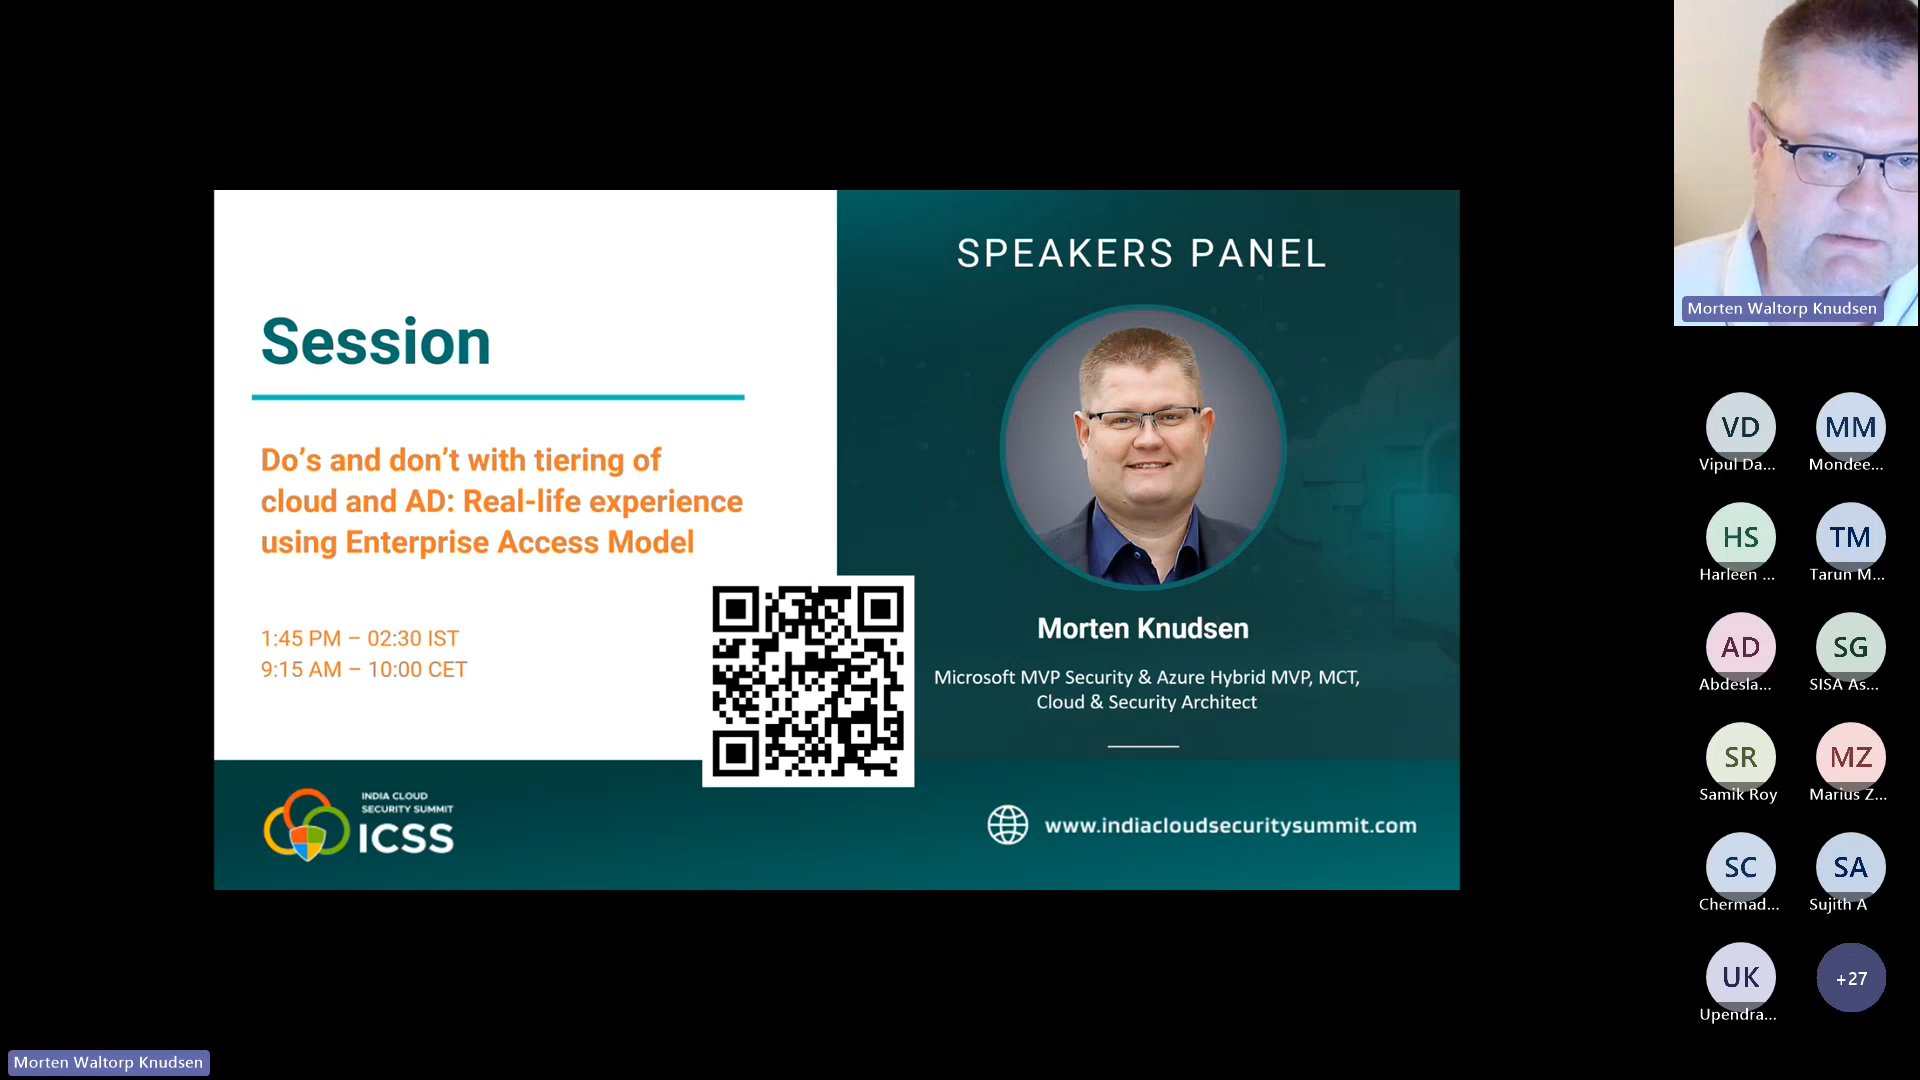 Session
Do’s and don’t with tiering of
cloud and AD: Real-life experience
using Enterprise Access Model
1:45 PM – 02:30 IST
9:15 AM – 10:00 CET
INDIA CLOUD
SECURITY SUMMIT
ICSS
SPEAKERS PANEL
Morten Knudsen
Microsoft MVP Security & Azure Hybrid MVP, MCT,
Cloud & Security Architect
www.indiacloudsecuritysummit.com
Morten Waltorp Knudsen
VD
Vipul Da...
MM
Mondee...
HS
Harleen ...
TM
Tarun M...
AD
Abdesla...
SG
SISA As...
SR
Samik Roy
MZ
Marius Z...
SC
Chermad...
SA
Sujith A
UK
Upendra...
+27
Morten Waltorp Knudsen